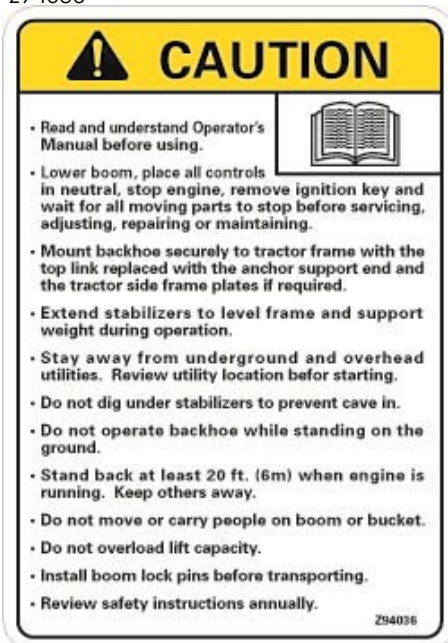 CAUTION
• Read and understand Operator's
Manual before using.
• Lower boom, place all controls
in neutral, stop engine, remove ignition key and
wait for all moving parts to stop before servicing,
adjusting, repairing or maintaining.
• Mount backhoe securely to tractor frame with the
top link replaced with the anchor support end and
the tractor side frame plates if required.
• Extend stabilizers to level frame and support
weight during operation.
• Stay away from underground and overhead
utilities. Review utility location befor starting.
• Do not dig under stabilizers to prevent cave in.
• Do not operate backhoe while standing on the
ground.
• Stand back at least 20 ft. (6m) when engine is
running. Keep others away.
• Do not move or carry people on boom or bucket.
• Do not overload lift capacity.
• Install boom lock pins before transporting.
• Review safety instructions annually.
Z94036